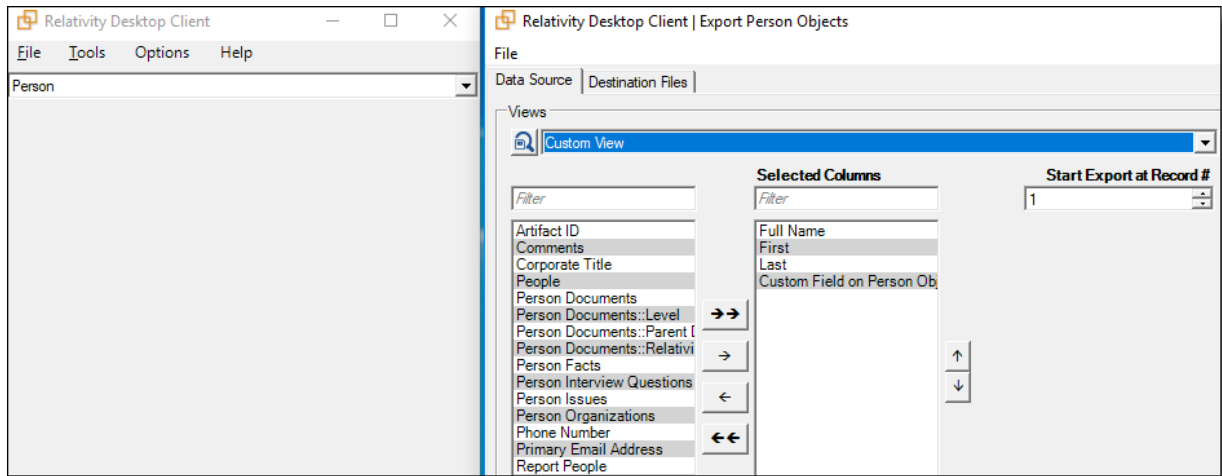 Relativity Desktop Client
File Tools Options Help
Person
Relativity Desktop Client | Export Person Objects
File
Data Source Destination Files
Views
Custom View
Selected Columns Start Export at Record #
Filter Filter 1
Artifact ID
Comments
Corporate Title
People
Person Documents
Person Documents::Level
Person Documents::Parent D
Person Documents::Relativi
Person Facts
Person Interview Questions
Person Issues
Person Organizations
Phone Number
Primary Email Address
Report People
Full Name
First
Last
Custom Field on Person Obj